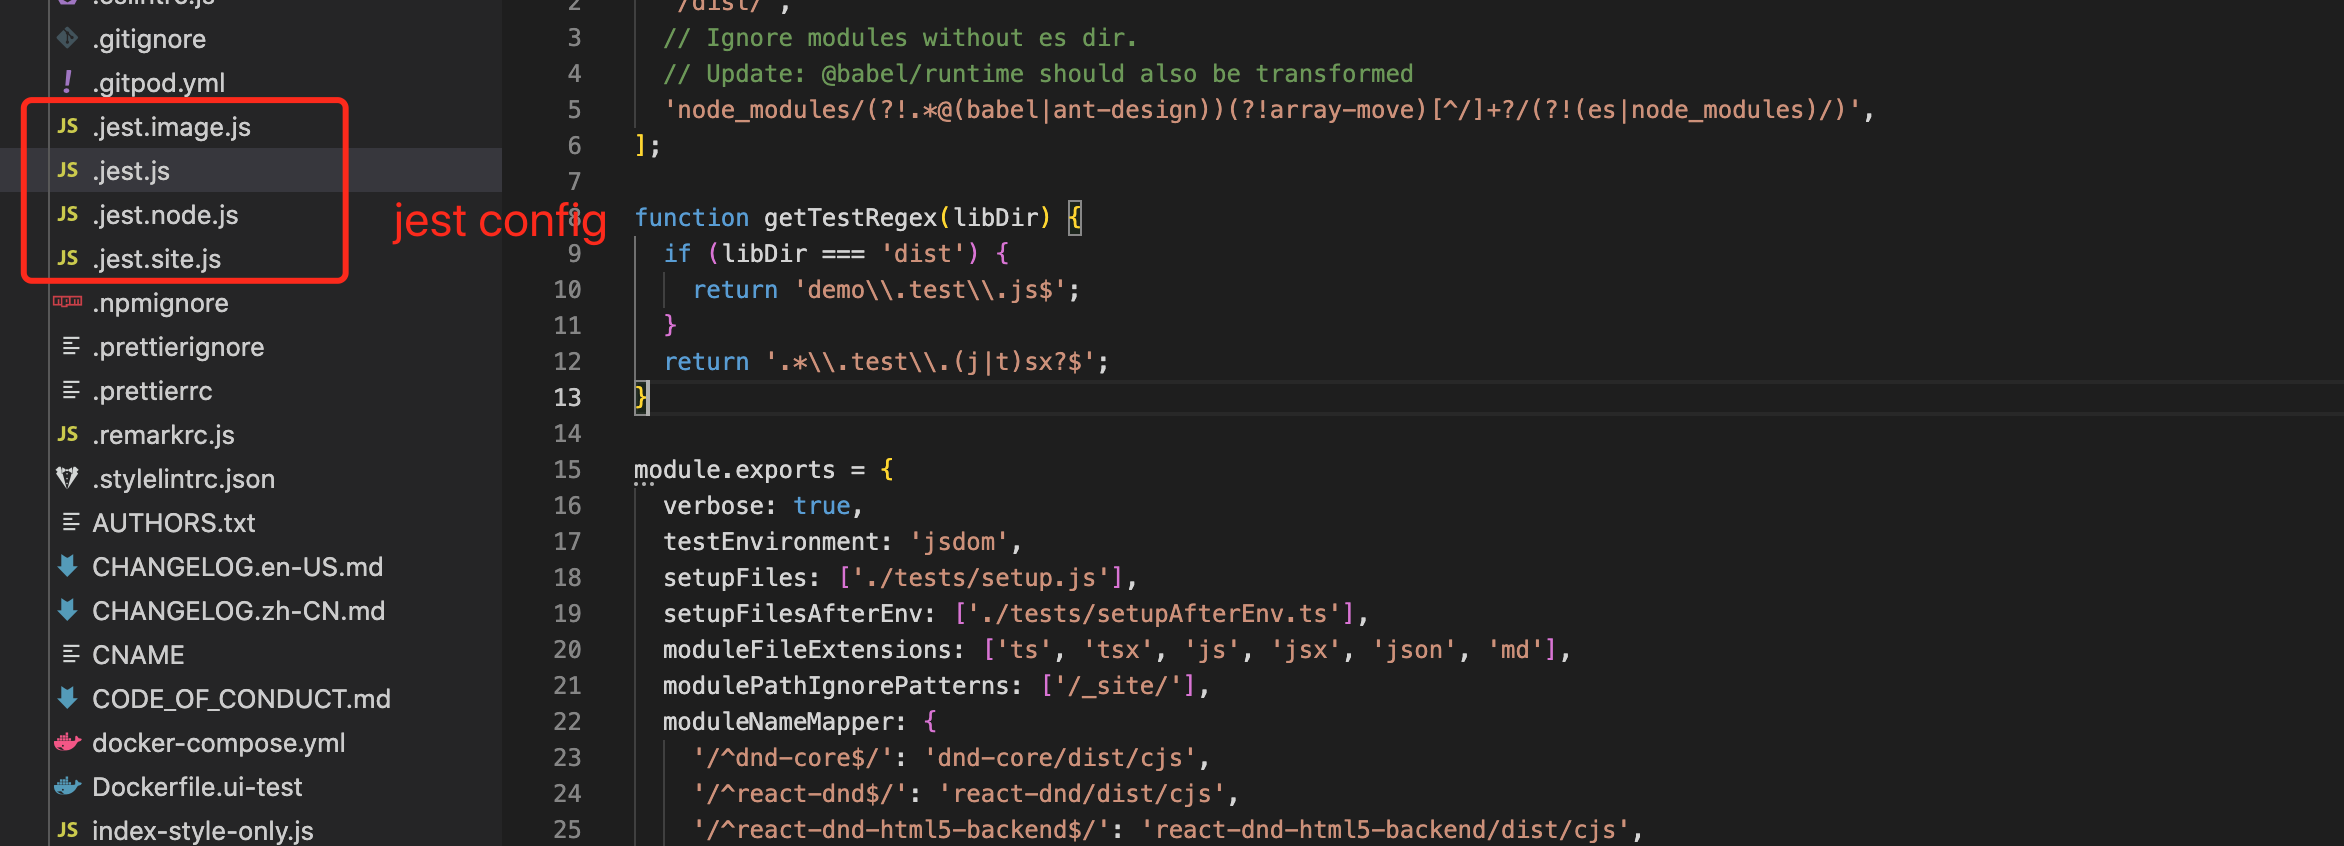 .eslintrc.js
.gitignore
.gitpod.yml
JS .jest.image.js
JS .jest.js
JS .jest.node.js
JS .jest.site.js
.npmignore
.prettierignore
.prettierrc
JS .remarkrc.js
.stylelintrc.json
AUTHORS.txt
CHANGELOG.en-US.md
CHANGELOG.zh-CN.md
CNAME
CODE_OF_CONDUCT.md
docker-compose.yml
Dockerfile.ui-test
JS index-style-only.js
jest config
2 '/dist/',
3 // Ignore modules without es dir.
4 // Update: @babel/runtime should also be transformed
5 'node_modules/(?!.*@(babel|ant-design))(?!array-move)[^/]+?/(?!(es|node_modules)/)',
6 ];
7
8 function getTestRegex(libDir) {
9 if (libDir === 'dist') {
10 return 'demo\\.test\\.js$';
11 }
12 return '.*\\.test\\.(j|t)sx?$';
13 }
14
15 module.exports = {
16 verbose: true,
17 testEnvironment: 'jsdom',
18 setupFiles: ['./tests/setup.js'],
19 setupFilesAfterEnv: ['./tests/setupAfterEnv.ts'],
20 moduleFileExtensions: ['ts', 'tsx', 'js', 'jsx', 'json', 'md'],
21 modulePathIgnorePatterns: ['/_site/'],
22 moduleNameMapper: {
23 '/^dnd-core$/': 'dnd-core/dist/cjs',
24 '/^react-dnd$/': 'react-dnd/dist/cjs',
25 '/^react-dnd-html5-backend$/': 'react-dnd-html5-backend/dist/cjs',